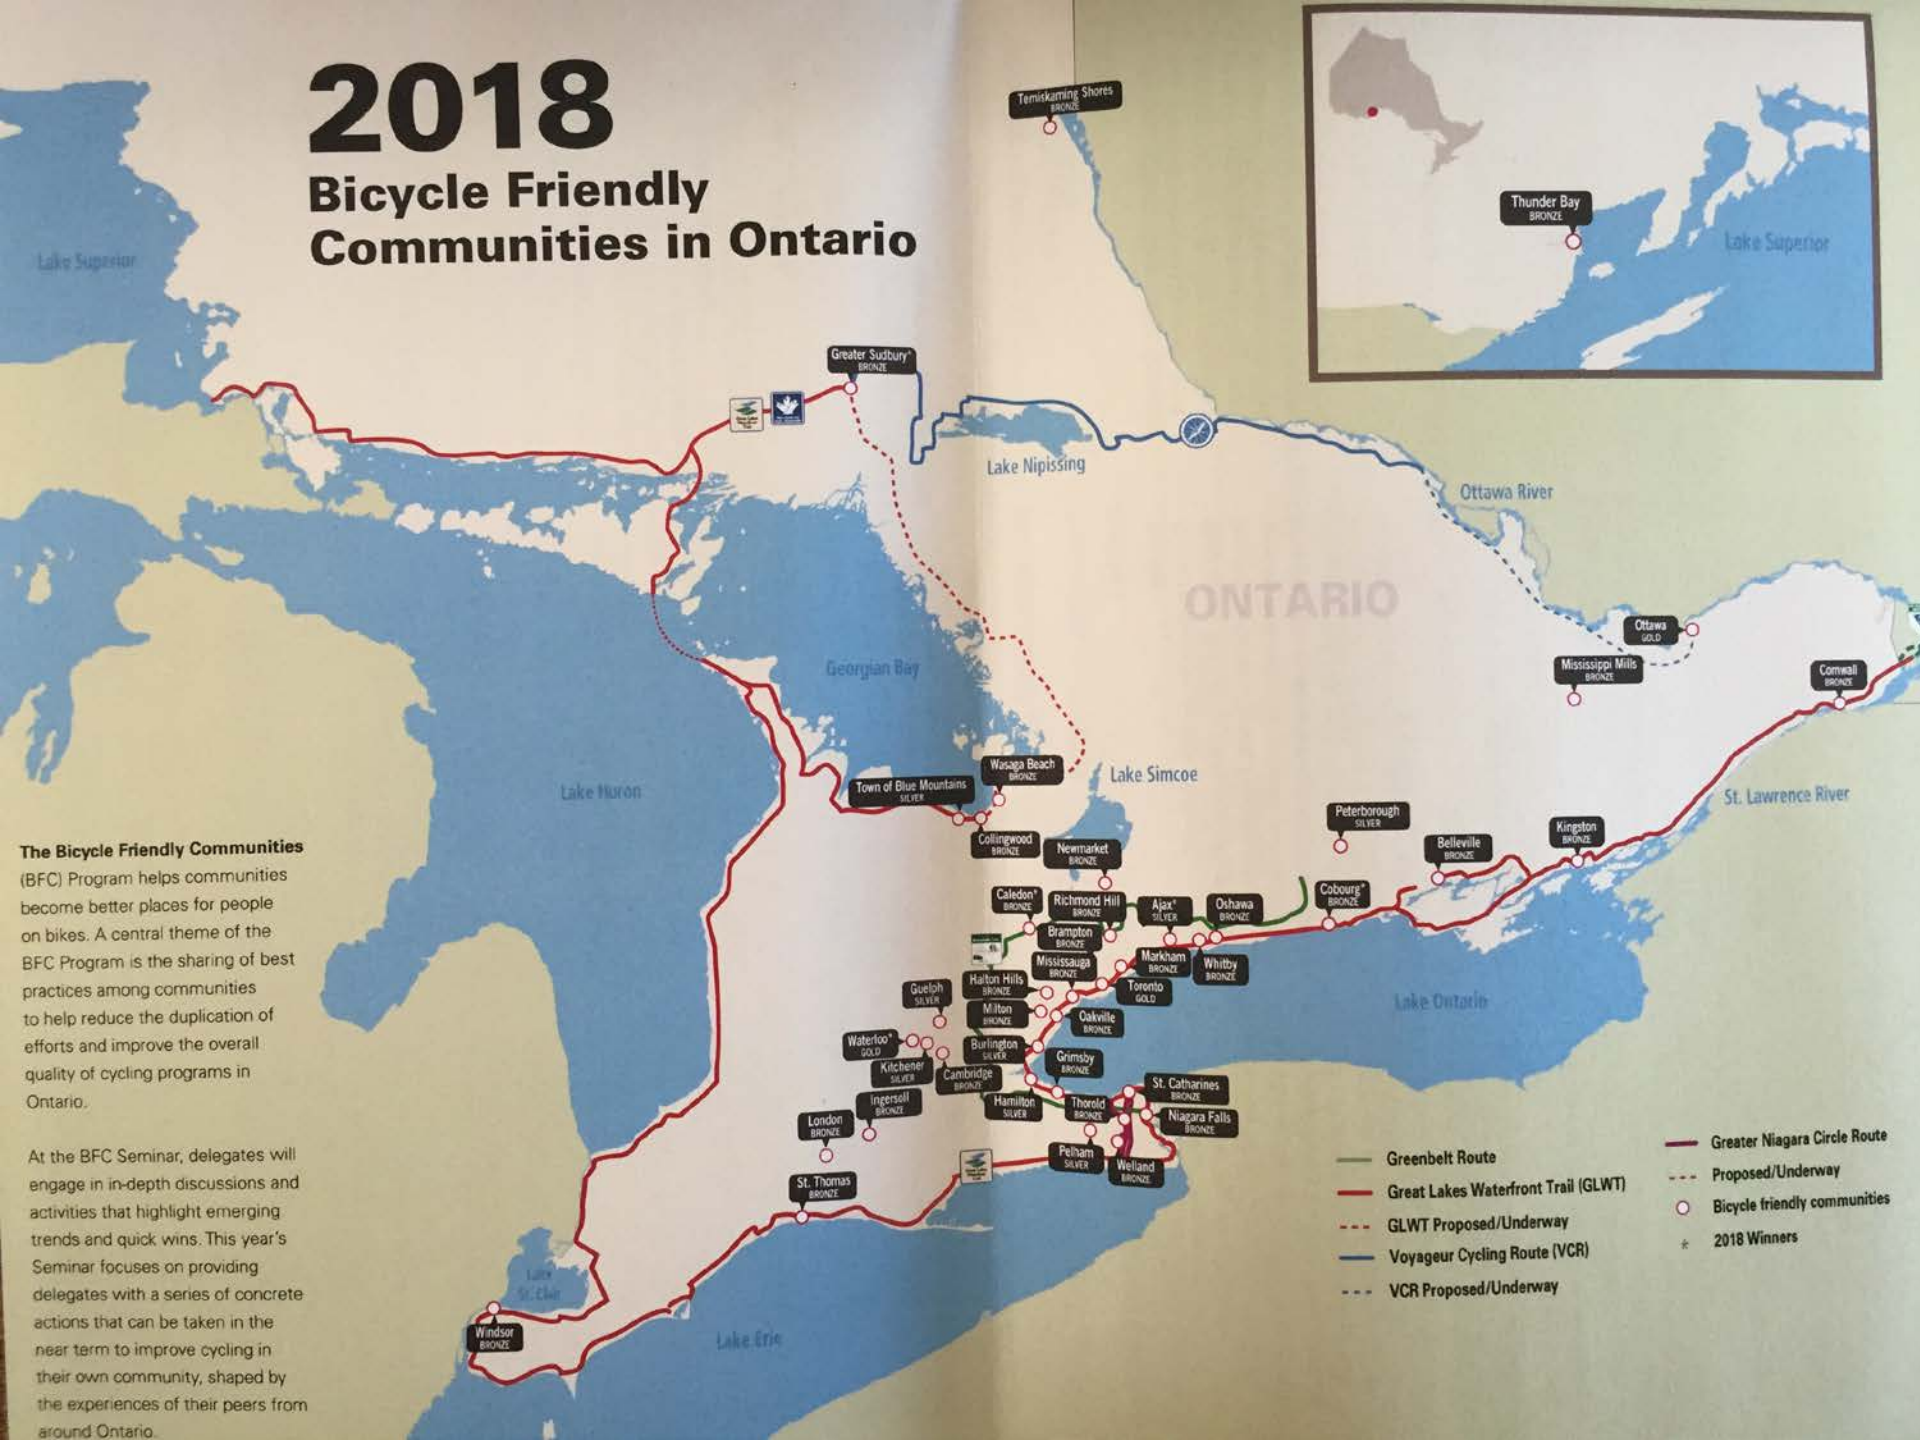 2018
Bicycle Friendly
Communities in Ontario
Temiskaming Shores
BRONZE
Thunder Bay
BRONZE
Lake Superior
Lake Superior
Greater Sudbury*
BRONZE
Lake Nipissing
Ottawa River
ONTARIO
Ottawa
GOLD
Mississippi Mills
BRONZE
Cornwall
BRONZE
Georgian Bay
Lake Huron
Wasaga Beach
BRONZE
Town of Blue Mountains
SILVER
Lake Simcoe
St. Lawrence River
Collingwood
BRONZE
Newmarket
BRONZE
Peterborough
SILVER
Belleville
BRONZE
Kingston
BRONZE
Caledon*
BRONZE
Richmond Hill
BRONZE
Ajax*
SILVER
Oshawa
BRONZE
Cobourg*
BRONZE
Brampton
BRONZE
Mississauga
BRONZE
Markham
BRONZE
Whitby
BRONZE
Halton Hills
BRONZE
Toronto
GOLD
Guelph
SILVER
Milton
BRONZE
Oakville
BRONZE
Lake Ontario
Waterloo*
GOLD
Burlington
SILVER
Grimsby
BRONZE
Kitchener
SILVER
Cambridge
BRONZE
St. Catharines
BRONZE
Ingersoll
BRONZE
Hamilton
SILVER
Thorold
BRONZE
Niagara Falls
BRONZE
London
BRONZE
Pelham
SILVER
Welland
BRONZE
St. Thomas
BRONZE
Lake
St. Clair
Windsor
BRONZE
Lake Erie
The Bicycle Friendly Communities
(BFC) Program helps communities
become better places for people
on bikes. A central theme of the
BFC Program is the sharing of best
practices among communities
to help reduce the duplication of
efforts and improve the overall
quality of cycling programs in
Ontario.
At the BFC Seminar, delegates will
engage in in-depth discussions and
activities that highlight emerging
trends and quick wins. This year's
Seminar focuses on providing
delegates with a series of concrete
actions that can be taken in the
near term to improve cycling in
their own community, shaped by
the experiences of their peers from
around Ontario.
Greenbelt Route
Great Lakes Waterfront Trail (GLWT)
GLWT Proposed/Underway
Voyageur Cycling Route (VCR)
VCR Proposed/Underway
Greater Niagara Circle Route
Proposed/Underway
Bicycle friendly communities
* 2018 Winners